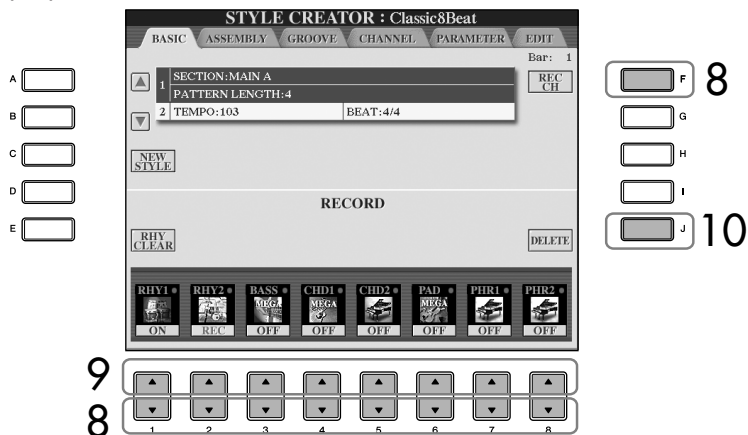 STYLE CREATOR : Classic8Beat
BASIC ASSEMBLY GROOVE CHANNEL PARAMETER EDIT
Bar: 1
1 SECTION:MAIN A
PATTERN LENGTH:4
2 TEMPO:103 BEAT:4/4
REC
CH
NEW
STYLE
RECORD
RHY
CLEAR
DELETE
RHY1 RHY2 BASS CHD1 CHD2 PAD PHR1 PHR2
MEGA MEGA MEGA
ON REC OFF OFF OFF OFF OFF OFF
A
B
C
D
E
F 8
G
H
I
J 10
9
8
1 2 3 4 5 6 7 8